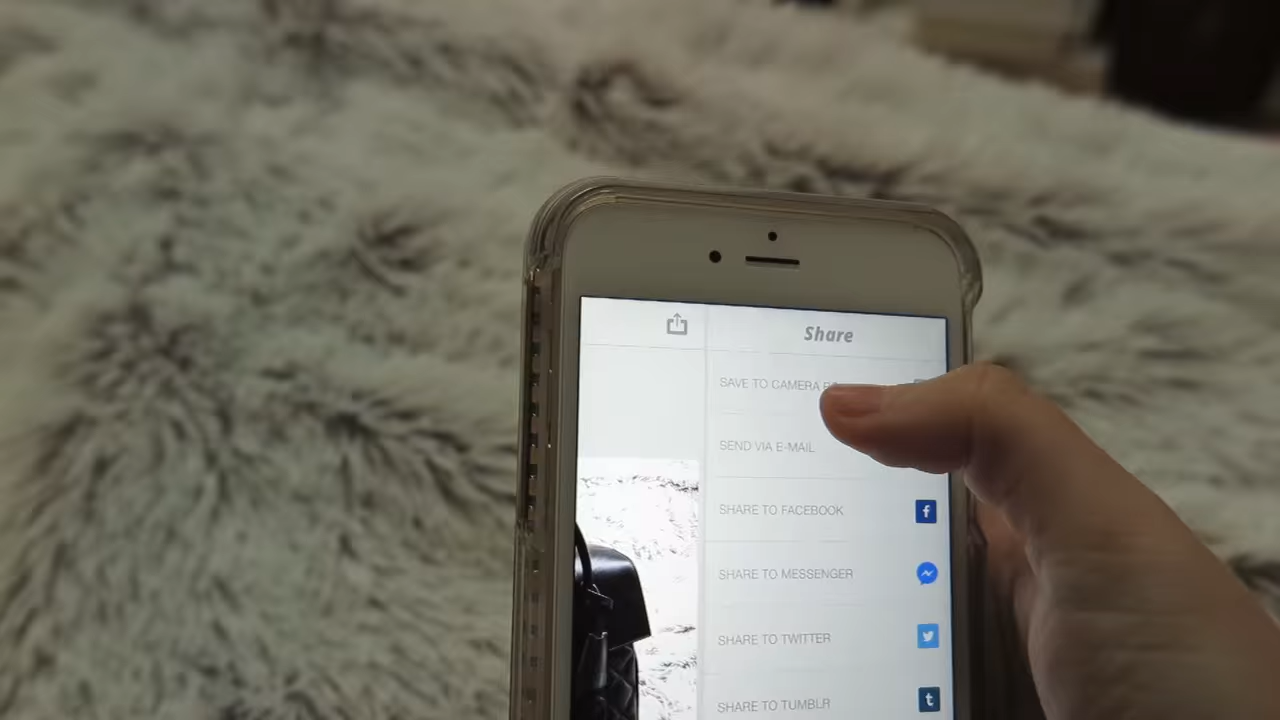 Share
SAVE TO CAMERA
SEND VIA E-MAIL
SHARE TO FACEBOOK
SHARE TO MESSENGER
SHARE TO TWITTER
SHARE TO TUMBLR